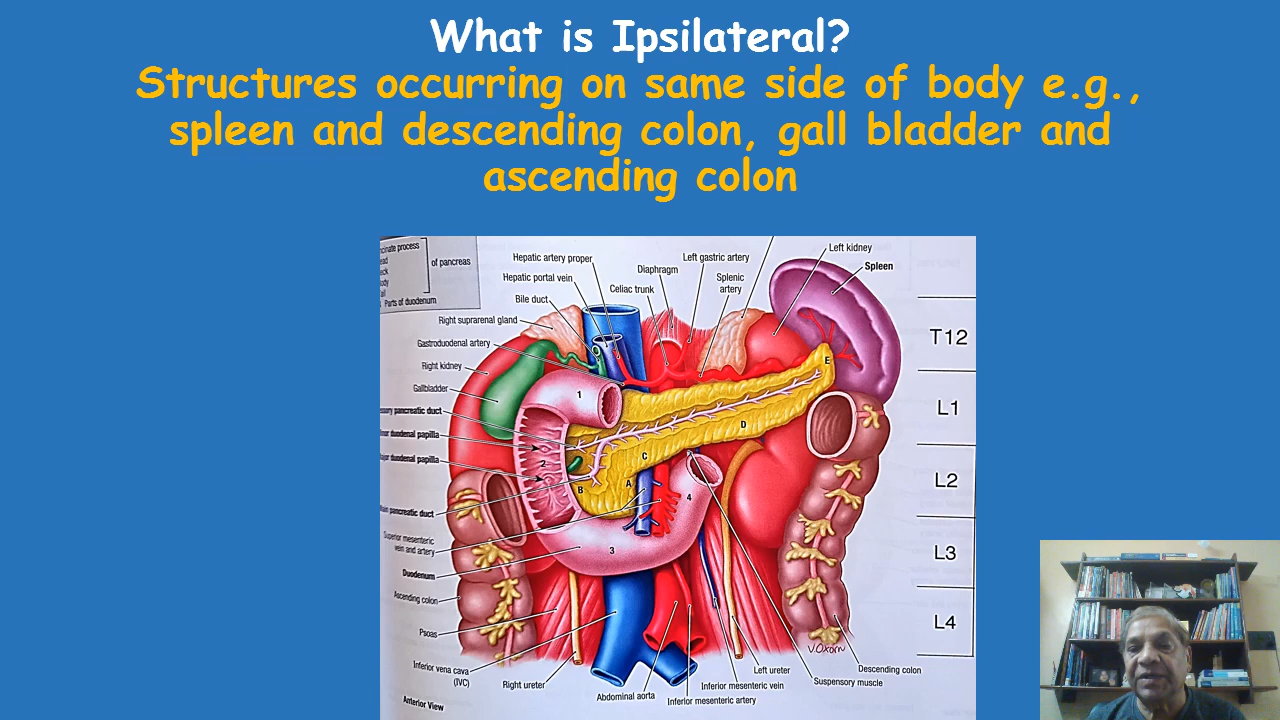 What is Ipsilateral?
Structures occurring on same side of body e.g.,
spleen and descending colon, gall bladder and
ascending colon
process
of pancreas
Parts of duodenum
Hepatic artery proper
Hepatic portal vein
Bile duct
Right suprarenal gland
Gastroduodenal artery
Right kidney
Gallbladder
pancreatic duct
duodenal papilla
duodenal papilla
pancreatic duct
Superior mesenteric
vein and artery
Duodenum
Ascending colon
Psoas
Inferior vena cava
(IVC)
Right ureter
Anterior View
Diaphragm
Celiac trunk
Left gastric artery
Splenic
artery
Left kidney
Spleen
T12
L1
L2
L3
L4
1
2
3
4
A
B
C
D
E
Abdominal aorta
Inferior mesenteric artery
Inferior mesenteric vein
Left ureter
Suspensory muscle
Descending colon
V.Oxorn